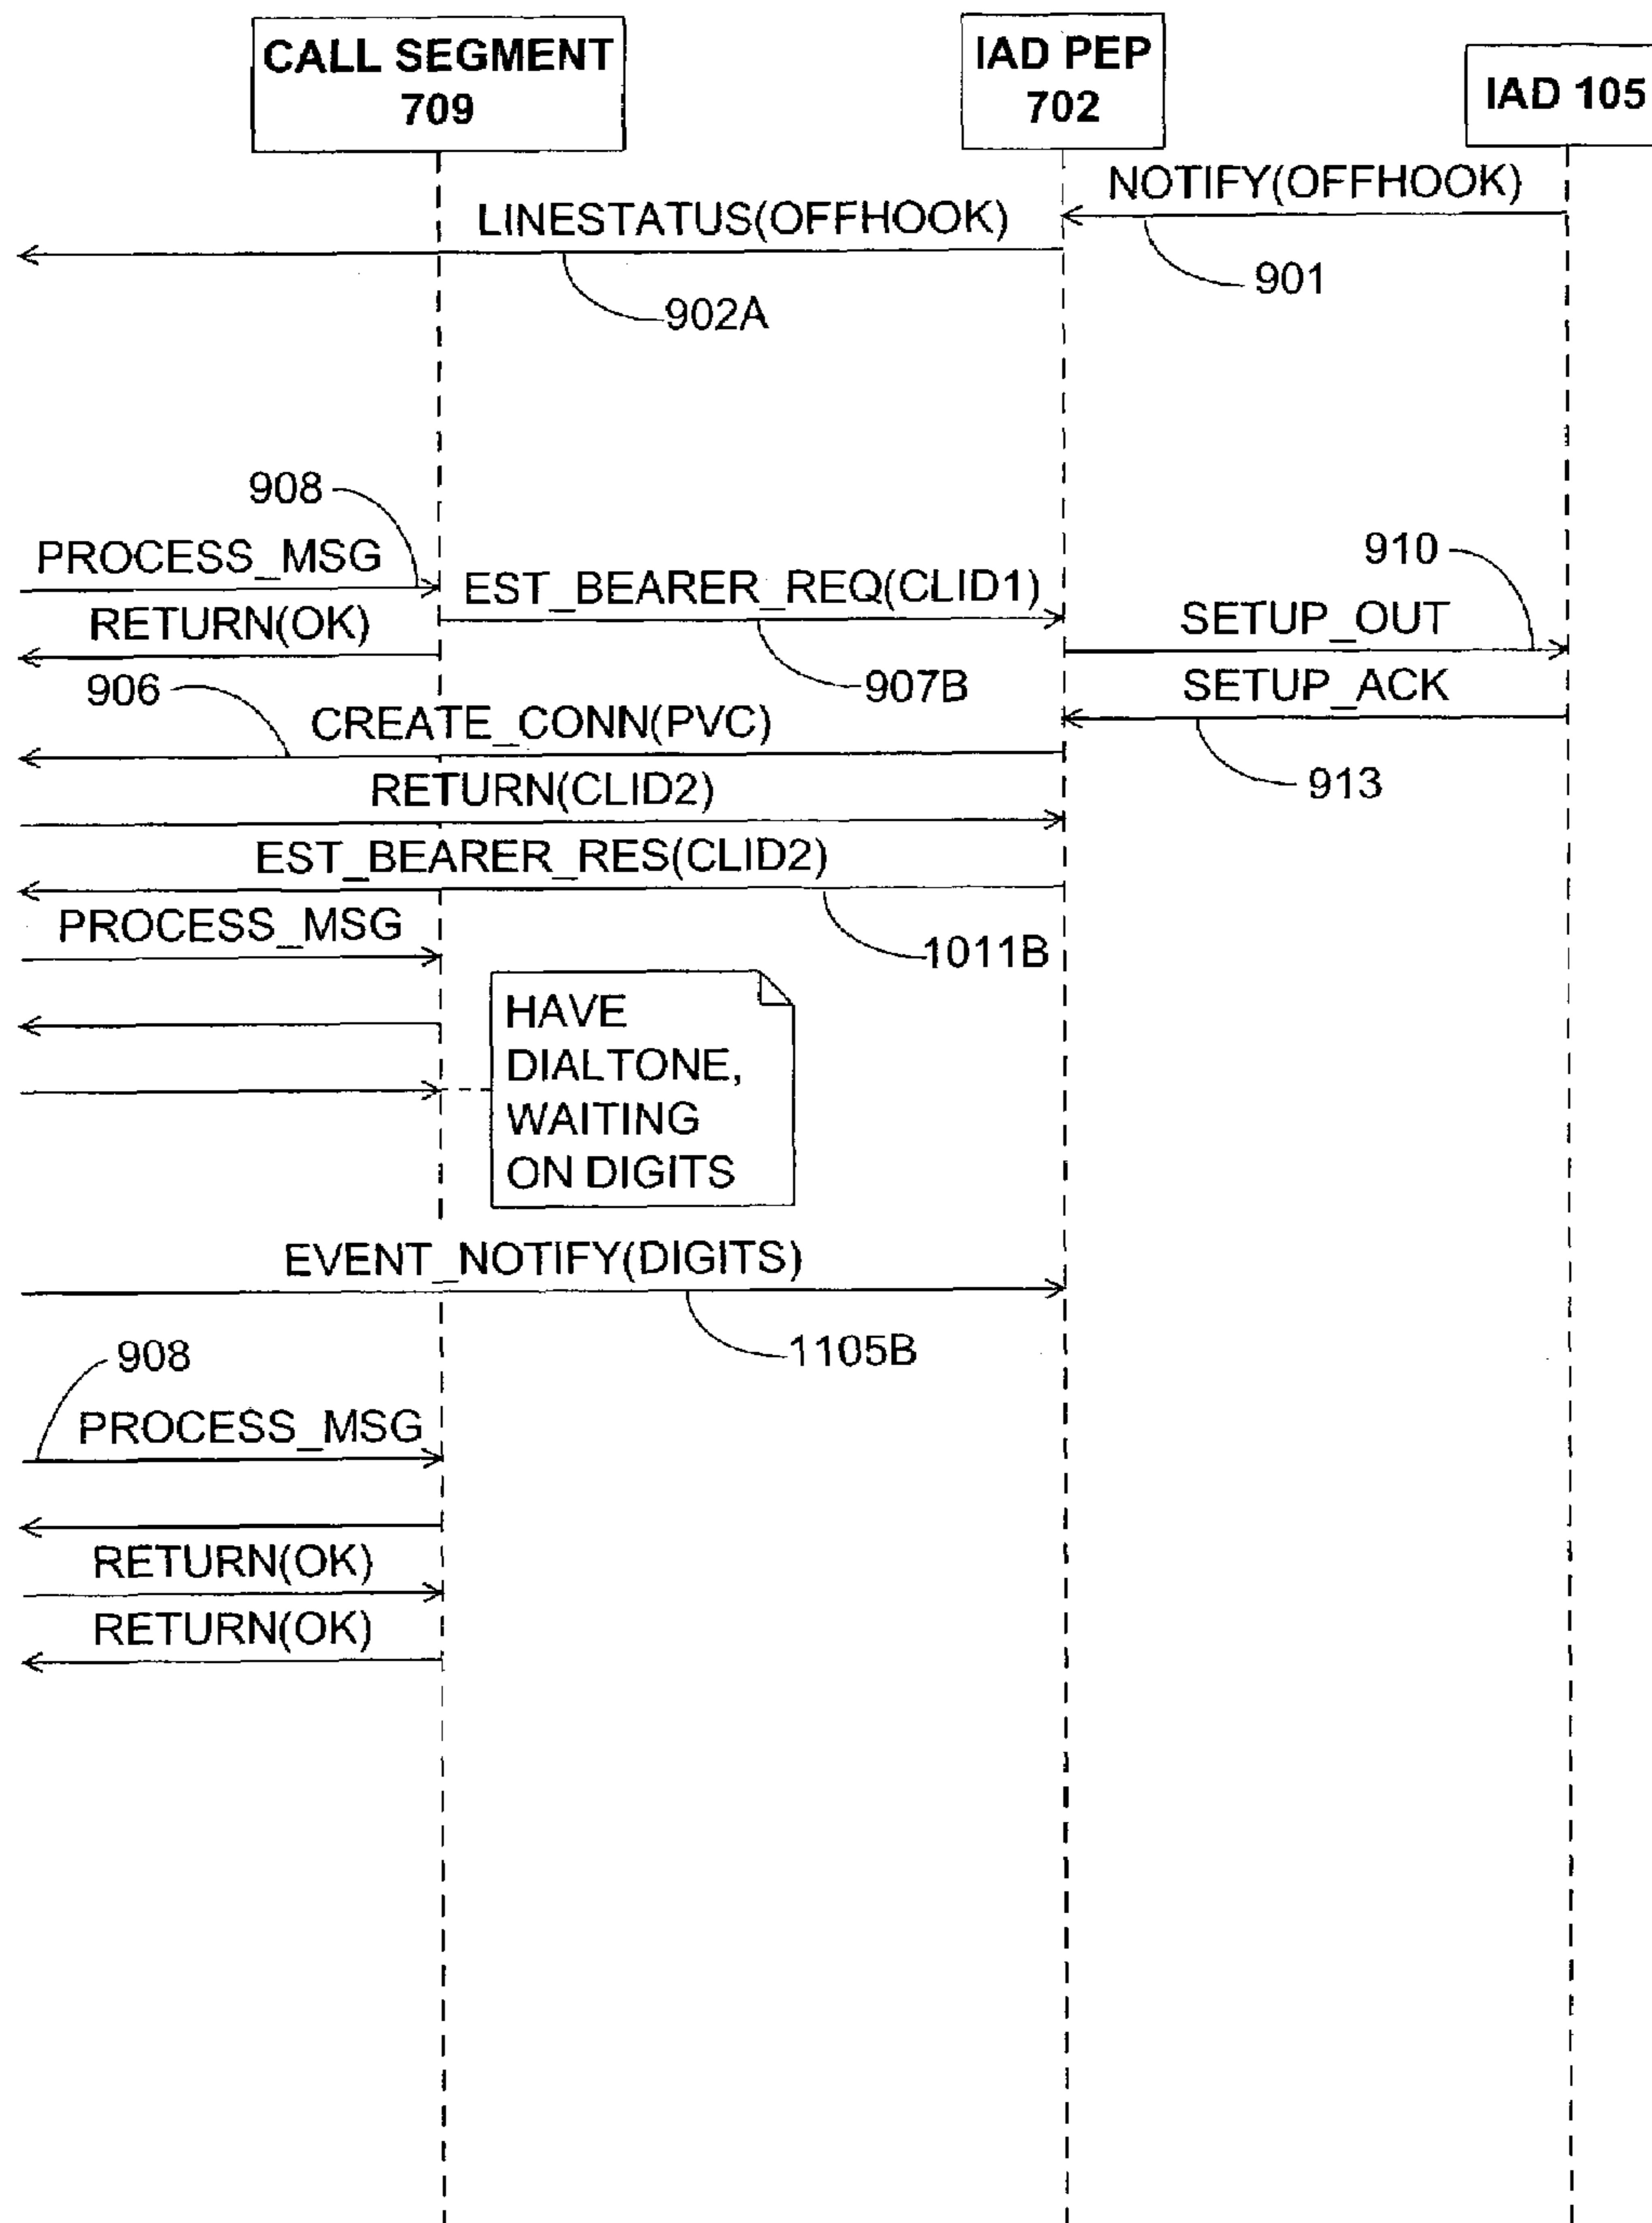 CALL SEGMENT
709
IAD PEP
702
IAD 105
NOTIFY(OFFHOOK)
LINESTATUS(OFFHOOK)
901
902A
908
PROCESS_MSG
910
EST_BEARER_REQ(CLID1)
RETURN(OK)
SETUP_OUT
906
907B
SETUP_ACK
CREATE_CONN(PVC)
913
RETURN(CLID2)
EST_BEARER_RES(CLID2)
PROCESS_MSG
1011B
HAVE
DIALTONE,
WAITING
ON DIGITS
EVENT_NOTIFY(DIGITS)
1105B
908
PROCESS_MSG
RETURN(OK)
RETURN(OK)